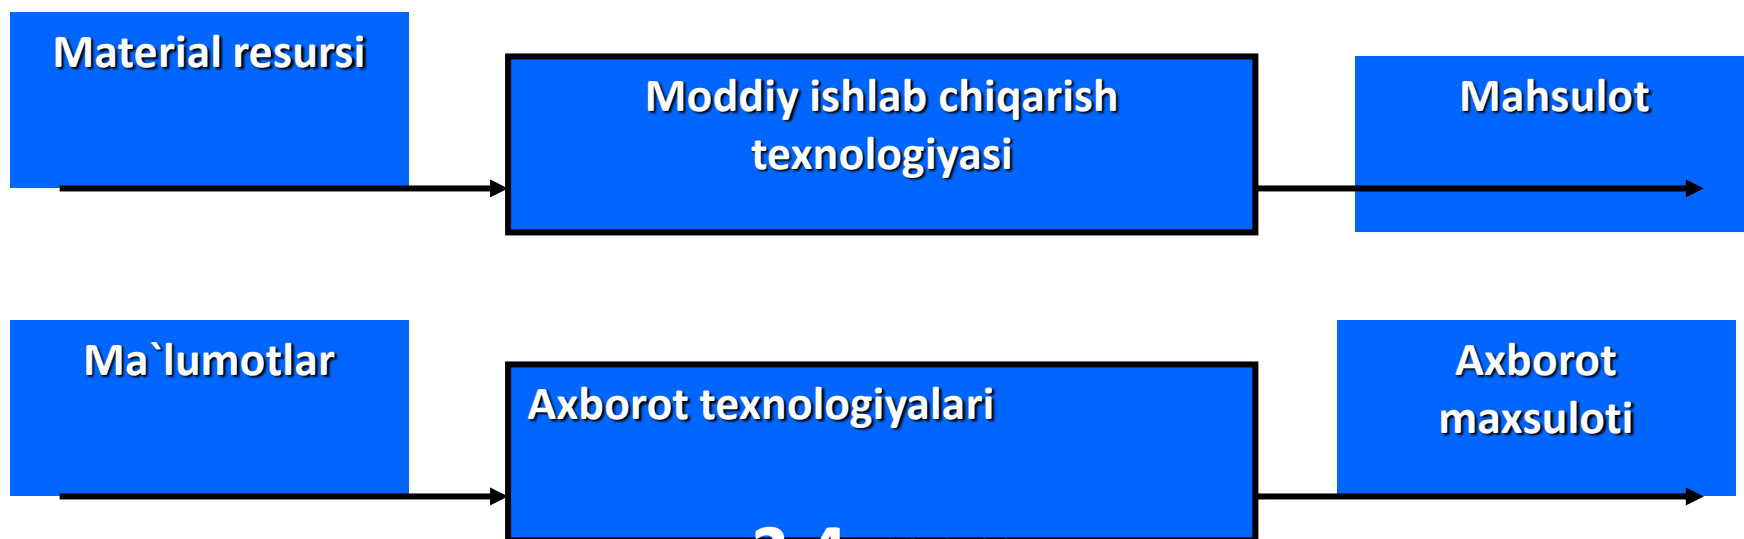 Material resursi
Moddiy ishlab chiqarish
texnologiyasi
Mahsulot
Ma`lumotlar
Axborot texnologiyalari
Axborot
maxsuloti